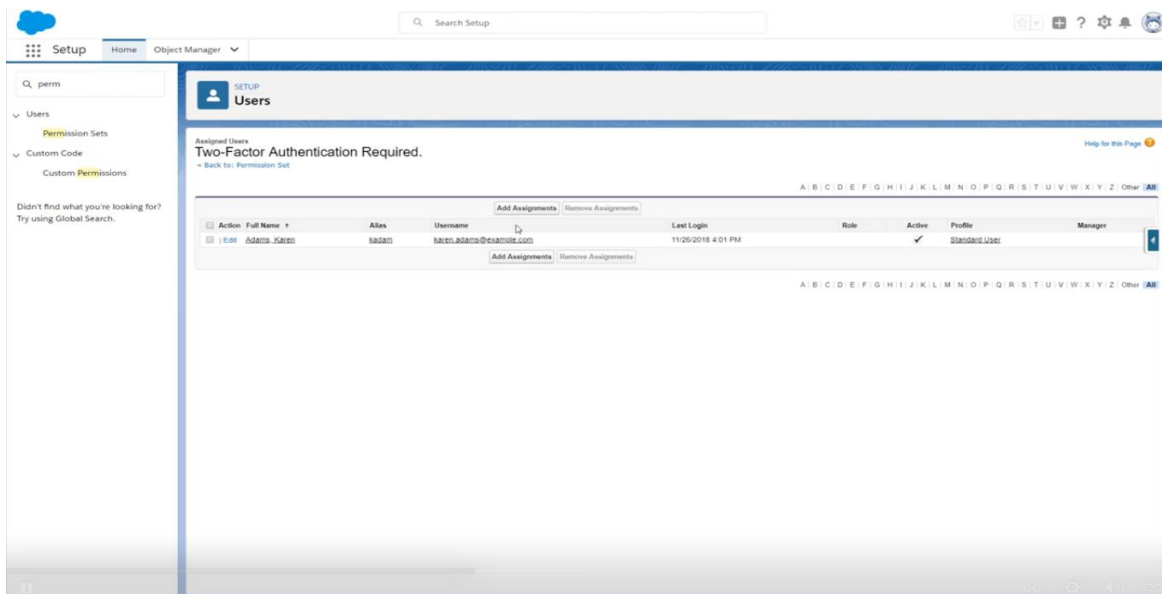 Search Setup
?
Setup Home Object Manager
perm
Users
Permission Sets
Custom Code
Custom Permissions
Didn't find what you're looking for?
Try using Global Search.
SETUP
Users
Assigned Users
Two-Factor Authentication Required.
« Back to: Permission Set
Help for this Page ?
A | B | C | D | E | F | G | H | I | J | K | L | M | N | O | P | Q | R | S | T | U | V | W | X | Y | Z | Other | All
Add Assignments Remove Assignments
Action Full Name ↑ Alias Username Last Login Role Active Profile Manager
| Edit Adams, Karen kadam karen.adams@example.com 11/26/2018 4:01 PM ✓ Standard User
Add Assignments Remove Assignments
A | B | C | D | E | F | G | H | I | J | K | L | M | N | O | P | Q | R | S | T | U | V | W | X | Y | Z | Other | All
CC